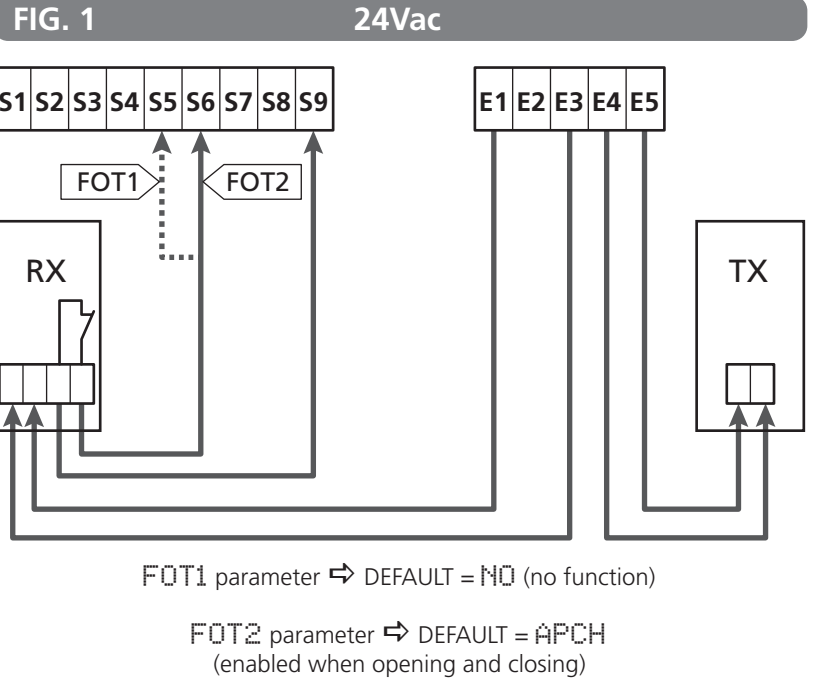 FIG. 1 24Vac
S1 S2 S3 S4 S5 S6 S7 S8 S9 E1 E2 E3 E4 E5
FOT1 FOT2
RX TX
FOT1 parameter ⇨ DEFAULT = NO (no function)
FOT2 parameter ⇨ DEFAULT = APCH
(enabled when opening and closing)